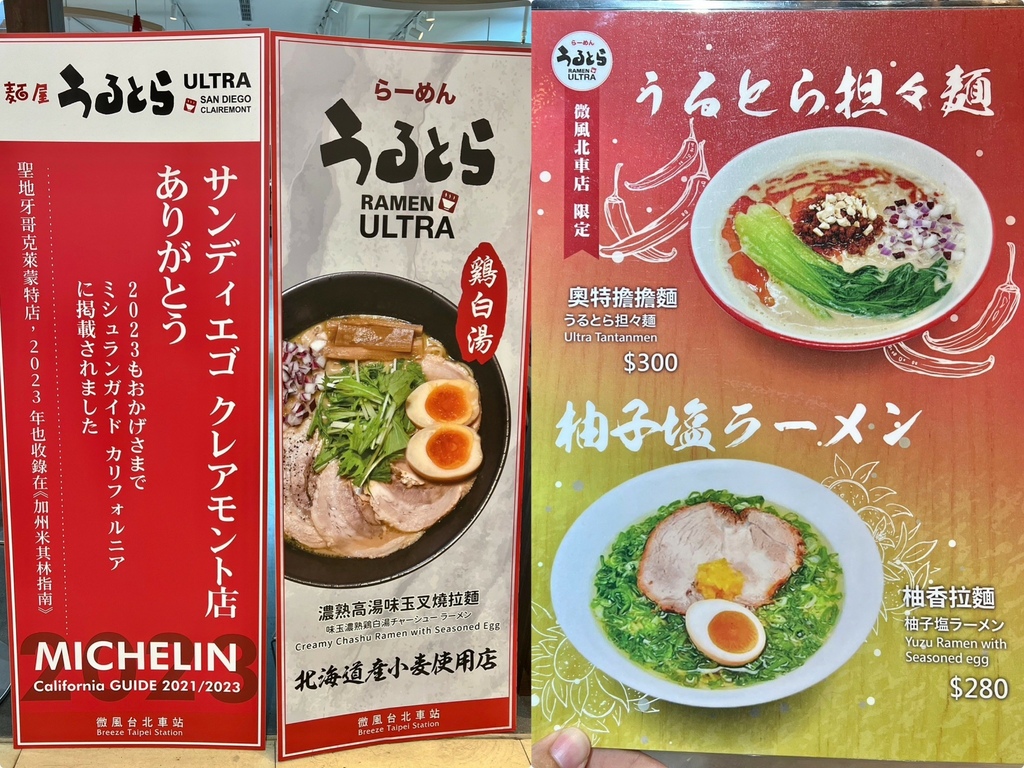 麺屋 うるとら ULTRA
SAN DIEGO
CLAIREMONT
サンディエゴ クレアモント店
ありがとう
2023もおかげさまで
ミシュランガイド カリフォルニア
に掲載されました
聖地牙哥克萊蒙特店，2023 年也收錄在《加州米其林指南》
2023
MICHELIN
California GUIDE 2021/2023
微風台北車站
Breeze Taipei Station
らーめん
うるとら
RAMEN
ULTRA
鶏白湯
濃熟高湯味玉叉燒拉麵
味玉濃熟鶏白湯チャーシュー ラーメン
Creamy Chashu Ramen with Seasoned Egg
北海道産小麦使用店
微風台北車站
Breeze Taipei Station
らーめん
うるとら
RAMEN
ULTRA
微風北車店 限定
うるとら担々麺
奧特擔擔麵
うるとら担々麺
Ultra Tantanmen
$300
柚子塩ラーメン
柚香拉麵
柚子塩ラーメン
Yuzu Ramen with
Seasoned egg
$280